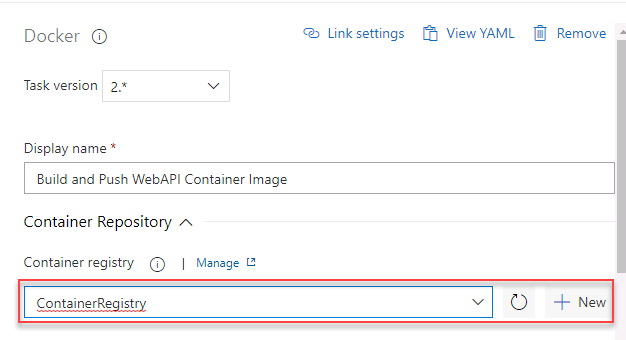 Docker Link settings View YAML Remove
Task version 2.*
Display name *
Build and Push WebAPI Container Image
Container Repository
Container registry | Manage
ContainerRegistry New